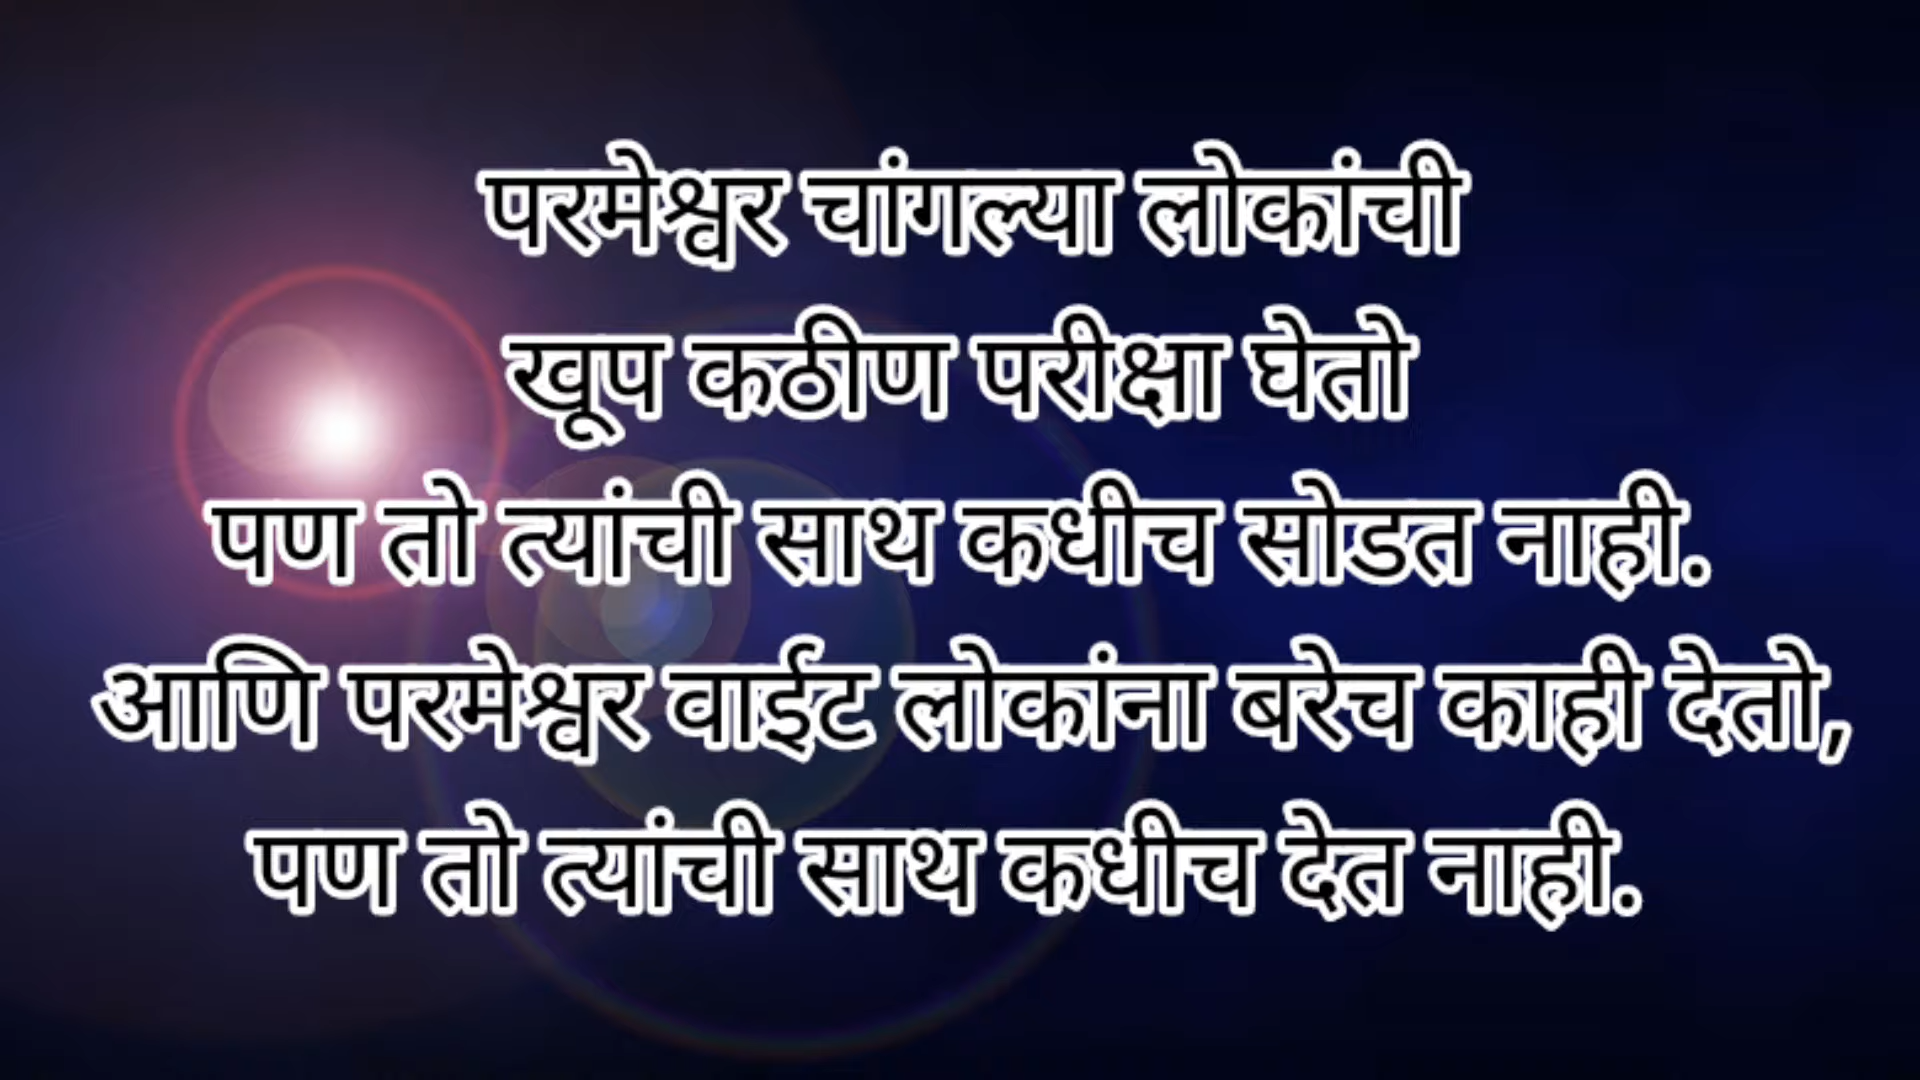 परमेश्वर चांगल्या लोकांची
खूप कठीण परीक्षा घेतो
पण तो त्यांची साथ कधीच सोडत नाही.
आणि परमेश्वर वाईट लोकांना बरेच काही देतो,
पण तो त्यांची साथ कधीच देत नाही.